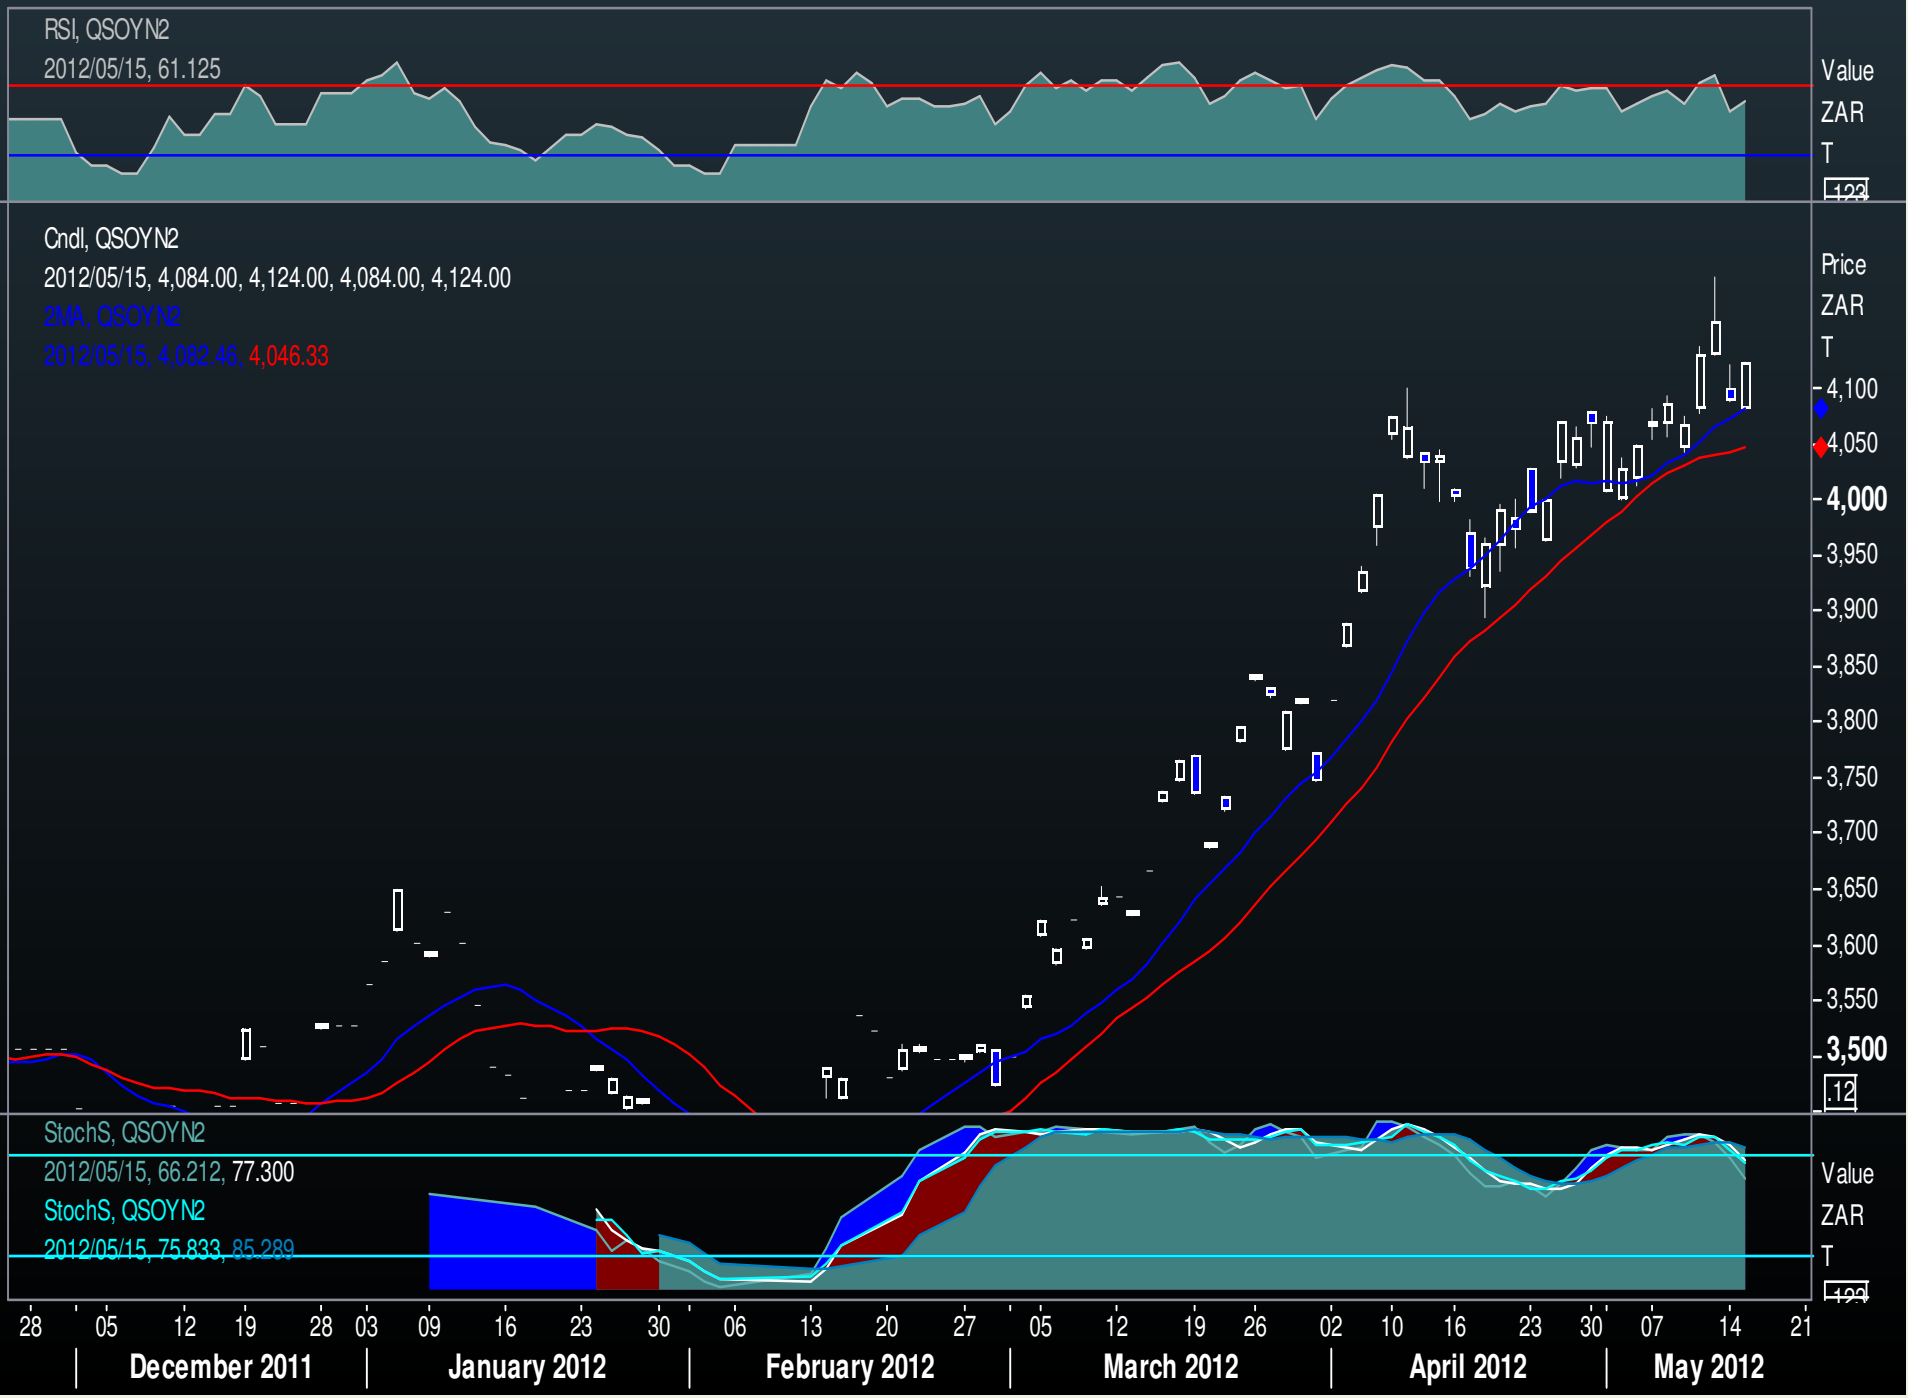 RSI, QSOYN2
2012/05/15, 61.125
Value
ZAR
T
.123
Cndl, QSOYN2
2012/05/15, 4,084.00, 4,124.00, 4,084.00, 4,124.00
2MA, QSOYN2
2012/05/15, 4,082.46, 4,046.33
Price
ZAR
T
4,100
4,050
4,000
3,950
3,900
3,850
3,800
3,750
3,700
3,650
3,600
3,550
3,500
.12
StochS, QSOYN2
2012/05/15, 66.212, 77.300
StochS, QSOYN2
2012/05/15, 75.833, 85.289
Value
ZAR
T
.123
28 05 12 19 28 03 09 16 23 30 06 13 20 27 05 12 19 26 02 10 16 23 30 07 14 21
December 2011 January 2012 February 2012 March 2012 April 2012 May 2012